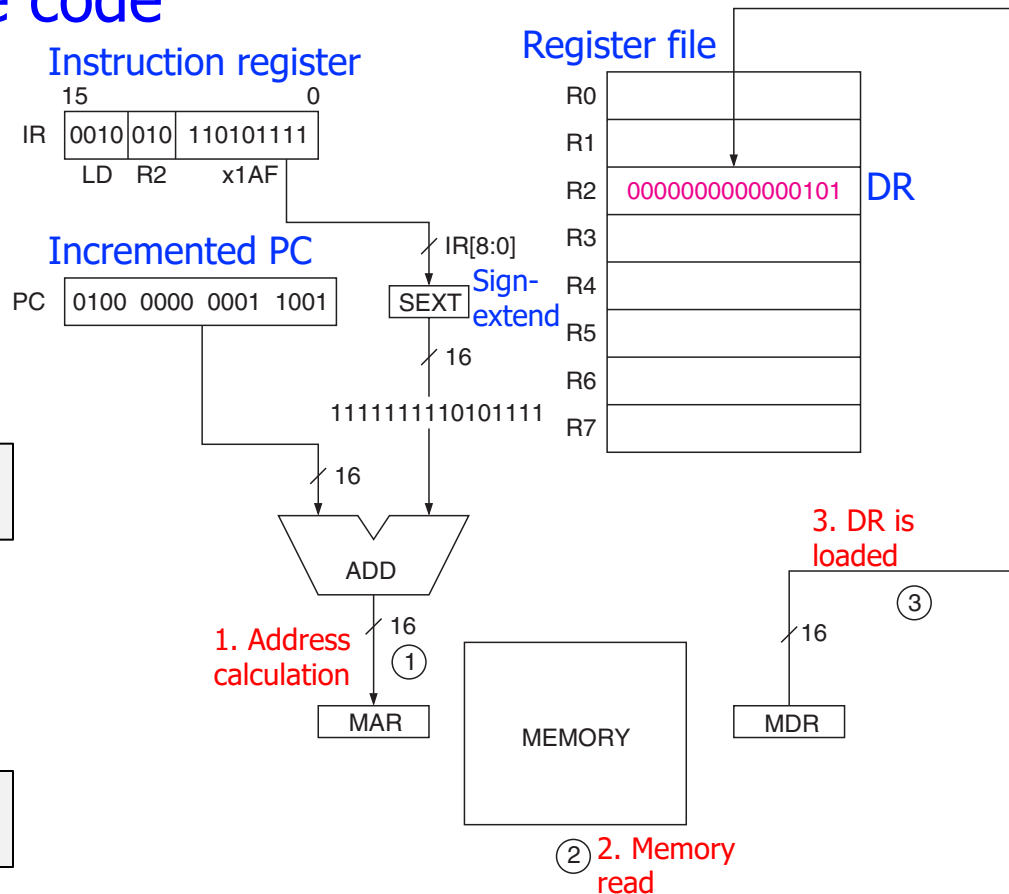 e code
Instruction register
15 0
IR 0010 010 110101111
LD R2 x1AF
IR[8:0]
Incremented PC
PC 0100 0000 0001 1001
SEXT
Sign-
extend
16
1111111110101111
16
ADD
16
1. Address
calculation
1
MAR
MEMORY
2 2. Memory
read
MDR
16
3. DR is
loaded
3
Register file
R0
R1
R2 0000000000000101 DR
R3
R4
R5
R6
R7